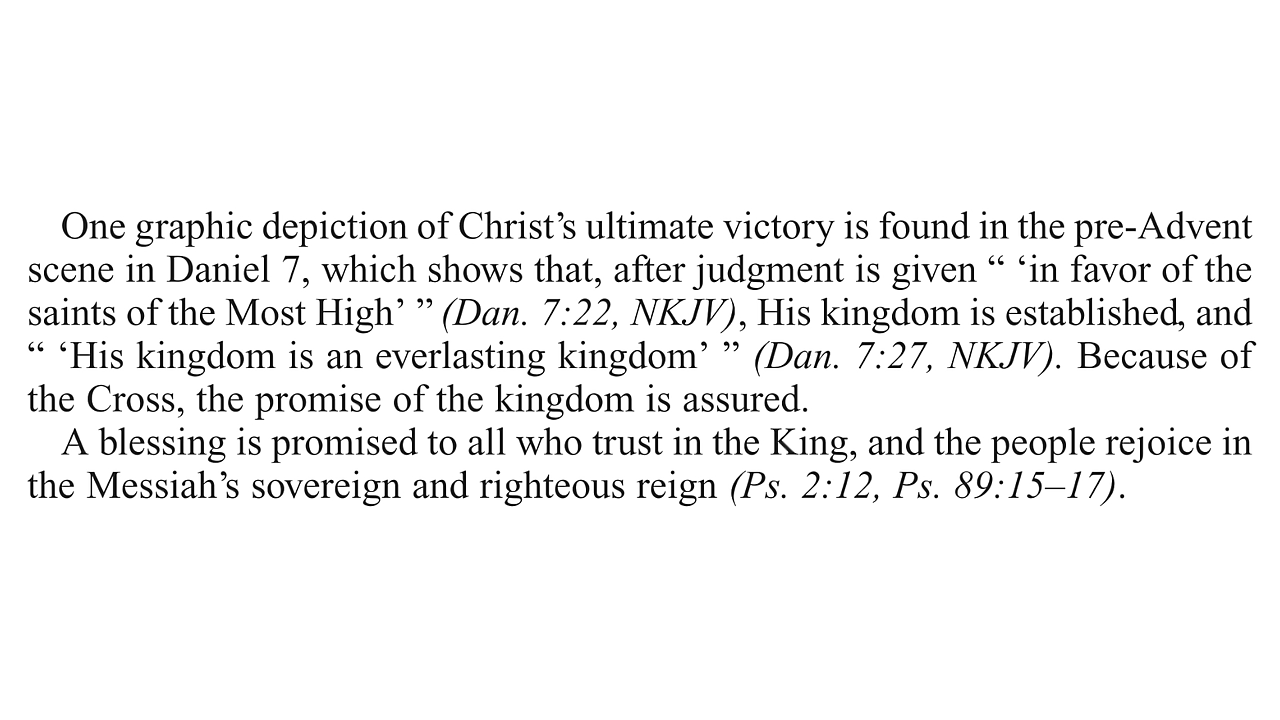 One graphic depiction of Christ’s ultimate victory is found in the pre-Advent
scene in Daniel 7, which shows that, after judgment is given “ ‘in favor of the
saints of the Most High’ ” (Dan. 7:22, NKJV), His kingdom is established, and
“ ‘His kingdom is an everlasting kingdom’ ” (Dan. 7:27, NKJV). Because of
the Cross, the promise of the kingdom is assured.
A blessing is promised to all who trust in the King, and the people rejoice in
the Messiah’s sovereign and righteous reign (Ps. 2:12, Ps. 89:15–17).